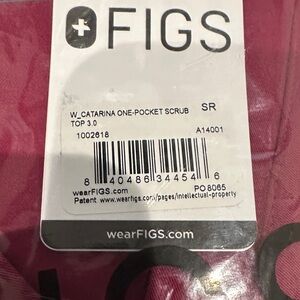 FIGS
W_CATARINA ONE-POCKET SCRUB SR
TOP 3.0
1002618 A14001
8 40486 34454 6
wearFIGS.com PO 8065
Patent www.wearfigs.com/pages/intellectual-property
wearFIGS.com